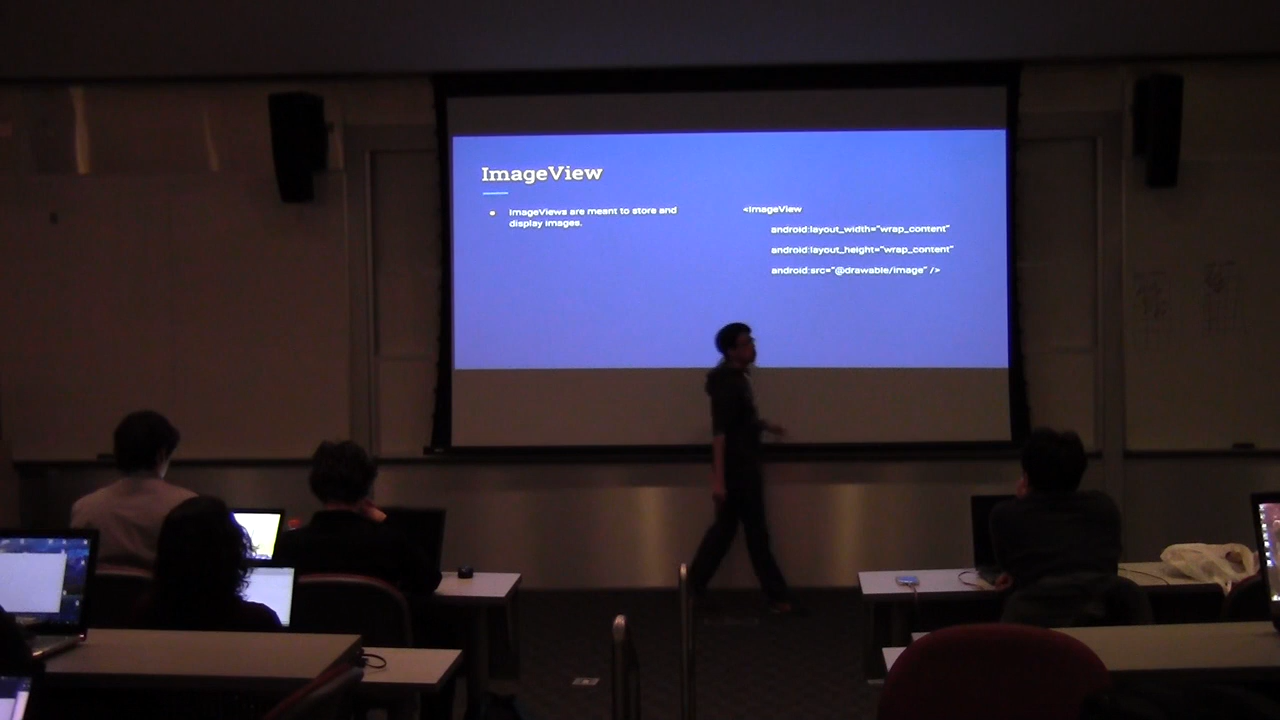 ImageView
ImageViews are meant to store and
display images.
<ImageView
android:layout_width="wrap_content"
android:layout_height="wrap_content"
android:src="@drawable/image" />